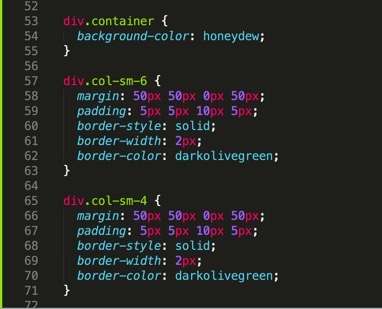 52
53 div.container {
54 background-color: honeydew;
55 }
56
57 div.col-sm-6 {
58 margin: 50px 50px 0px 50px;
59 padding: 5px 5px 10px 5px;
60 border-style: solid;
61 border-width: 2px;
62 border-color: darkolivegreen;
63 }
64
65 div.col-sm-4 {
66 margin: 50px 50px 0px 50px;
67 padding: 5px 5px 10px 5px;
68 border-style: solid;
69 border-width: 2px;
70 border-color: darkolivegreen;
71 }
72